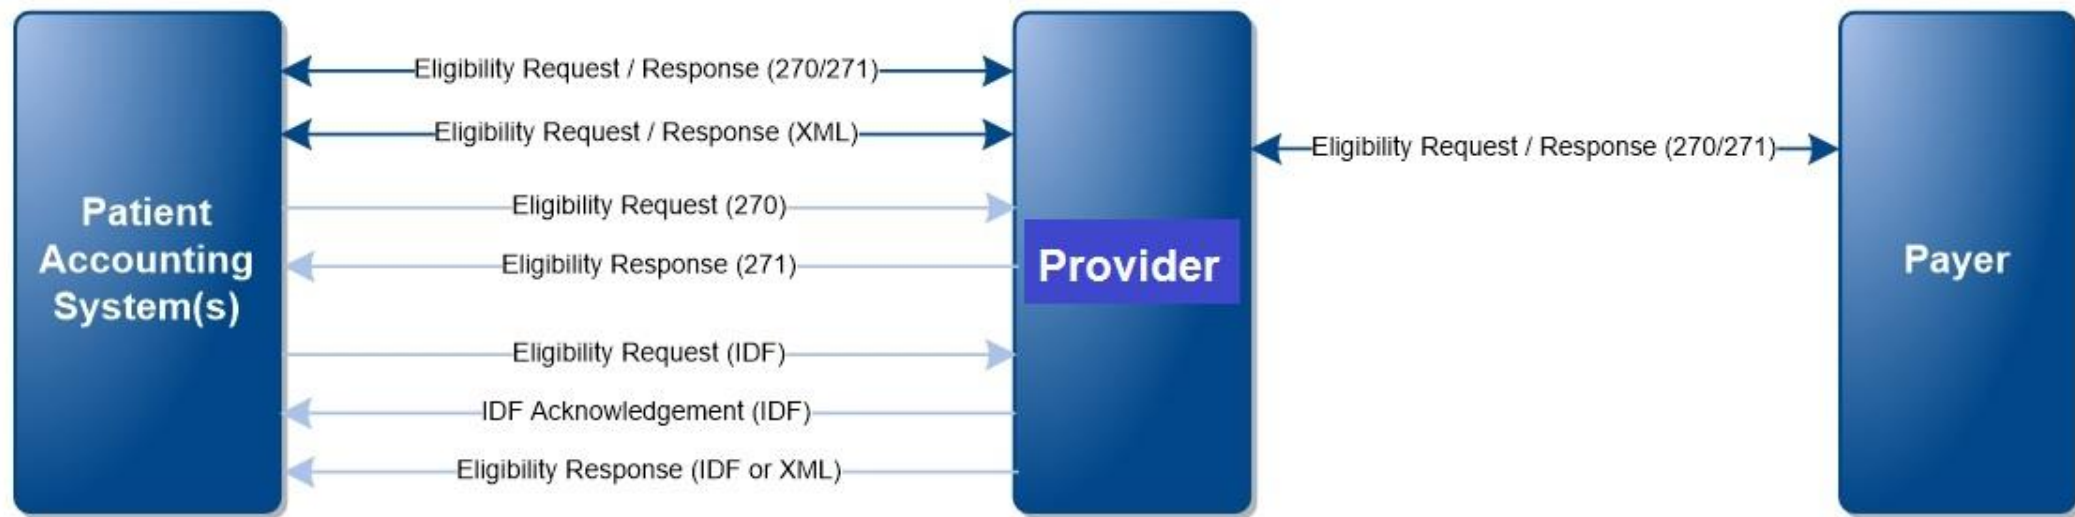 Patient
Accounting
System(s)
Eligibility Request / Response (270/271)
Eligibility Request / Response (XML)
Eligibility Request (270)
Eligibility Response (271)
Eligibility Request (IDF)
IDF Acknowledgement (IDF)
Eligibility Response (IDF or XML)
Provider
Eligibility Request / Response (270/271)
Payer